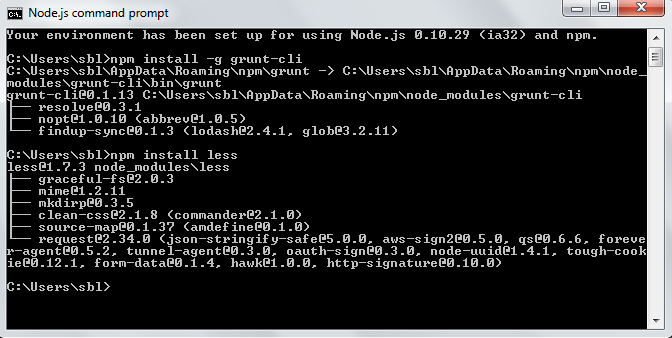 Node.js command prompt
Your environment has been set up for using Node.js 0.10.29 (ia32) and npm.
C:\Users\sbl>npm install -g grunt-cli
C:\Users\sbl\AppData\Roaming\npm\grunt -> C:\Users\sbl\AppData\Roaming\npm\node_
modules\grunt-cli\bin\grunt
grunt-cli@0.1.13 C:\Users\sbl\AppData\Roaming\npm\node_modules\grunt-cli
├── resolve@0.3.1
├── nopt@1.0.10 (abbrev@1.0.5)
└── findup-sync@0.1.3 (lodash@2.4.1, glob@3.2.11)
C:\Users\sbl>npm install less
less@1.7.3 node_modules\less
├── graceful-fs@2.0.3
├── mime@1.2.11
├── mkdirp@0.3.5
├── clean-css@2.1.8 (commander@2.1.0)
├── source-map@0.1.37 (amdefine@0.1.0)
└── request@2.34.0 (json-stringify-safe@5.0.0, aws-sign2@0.5.0, qs@0.6.6, foreve
r-agent@0.5.2, tunnel-agent@0.3.0, oauth-sign@0.3.0, node-uuid@1.4.1, tough-cook
ie@0.12.1, form-data@0.1.4, hawk@1.0.0, http-signature@0.10.0)
C:\Users\sbl>